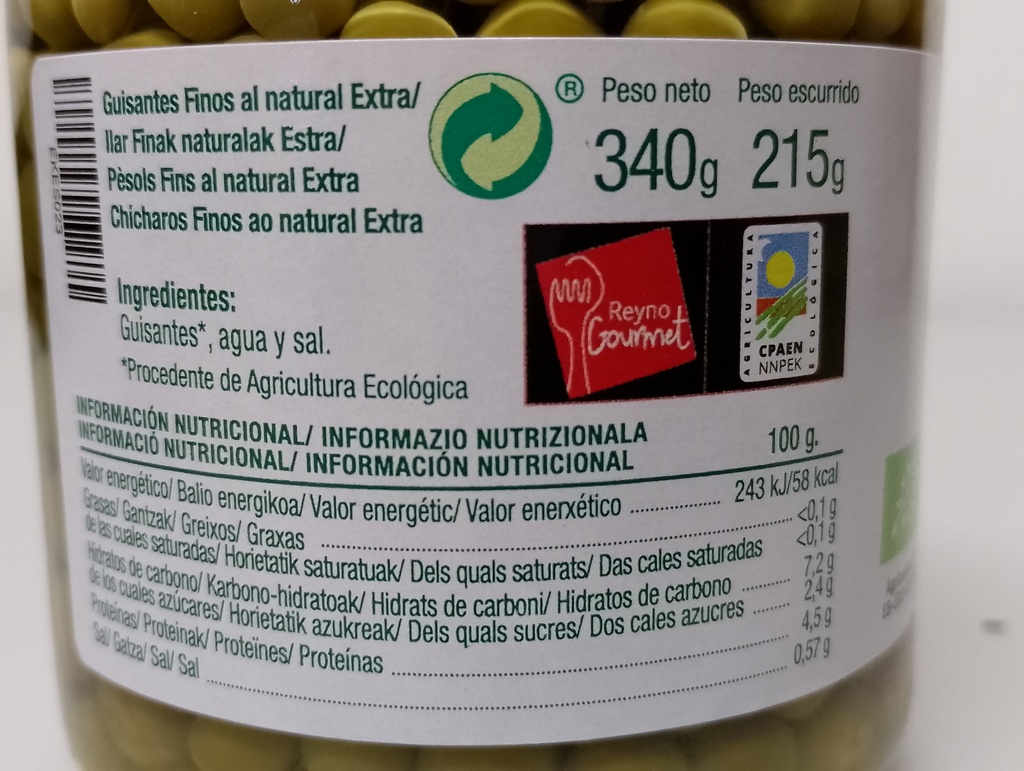 Guisantes Finos al natural Extra/
Ilar Finak naturalak Estra/
Pèsols Fins al natural Extra
Chícharos Finos ao natural Extra
EKES023
®
Peso neto Peso escurrido
340g 215g
Reyno
Gourmet
AGRICULTURA
ECOLÓGICA
CPAEN
NNPEK
Ingredientes:
Guisantes*, agua y sal.
*Procedente de Agricultura Ecológica
INFORMACIÓN NUTRICIONAL/ INFORMAZIO NUTRIZIONALA
INFORMACIÓ NUTRICIONAL/ INFORMACIÓN NUTRICIONAL
100 g.
Valor energético/ Balio energikoa/ Valor energétic/ Valor enerxético ........... 243 kJ/58 kcal
Grasas/ Gantzak/ Greixos/ Graxas ........... <0,1 g
de las cuales saturadas/ Horietatik saturatuak/ Dels quals saturats/ Das cales saturadas <0,1 g
Hidratos de carbono/ Karbono-hidratoak/ Hidrats de carboni/ Hidratos de carbono ........... 7,2 g
de los cuales azúcares/ Horietatik azukreak/ Dels quals sucres/ Dos cales azucres ........... 2,4 g
Proteínas/ Proteinak/ Proteïnes/ Proteínas ........... 4,5 g
Sal/ Gatza/ Sal/ Sal ........... 0,57 g